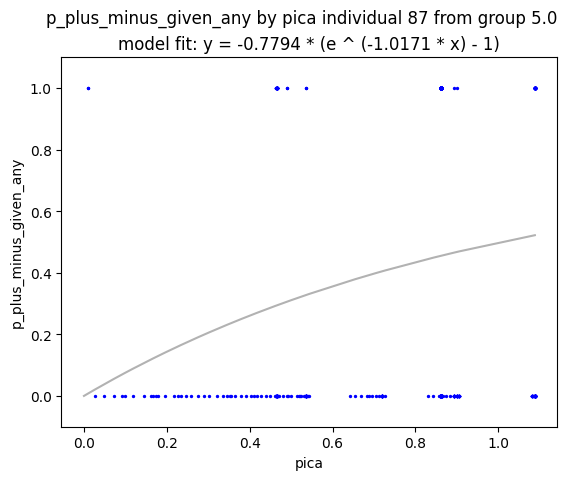 p_plus_minus_given_any by pica individual 87 from group 5.0
model fit: y = -0.7794 * (e ^ (-1.0171 * x) - 1)
1.0
0.8
0.6
0.4
0.2
0.0
p_plus_minus_given_any
0.0 0.2 0.4 0.6 0.8 1.0
pica